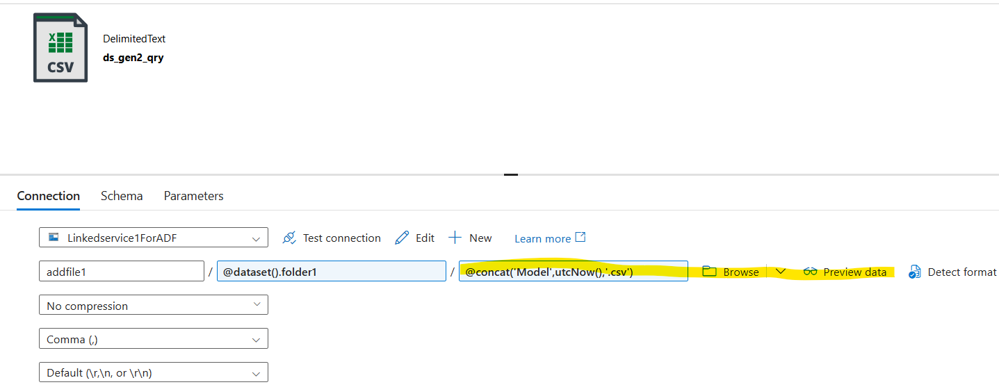 X
CSV
DelimitedText
ds_gen2_qry
Connection Schema Parameters
Linkedservice1ForADF Test connection Edit New Learn more
addfile1 / @dataset().folder1 / @concat('Model',utcNow(),'.csv') Browse Preview data Detect format
No compression
Comma (,)
Default (\r,\n, or \r\n)